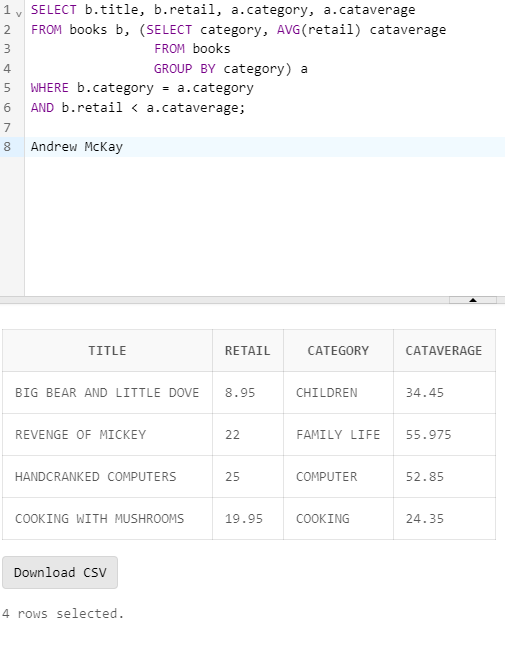 1 SELECT b.title, b.retail, a.category, a.cataverage
2 FROM books b, (SELECT category, AVG(retail) cataverage
3 FROM books
4 GROUP BY category) a
5 WHERE b.category = a.category
6 AND b.retail < a.cataverage;
7
8 Andrew McKay
TITLE RETAIL CATEGORY CATAVERAGE
BIG BEAR AND LITTLE DOVE 8.95 CHILDREN 34.45
REVENGE OF MICKEY 22 FAMILY LIFE 55.975
HANDCRANKED COMPUTERS 25 COMPUTER 52.85
COOKING WITH MUSHROOMS 19.95 COOKING 24.35
Download CSV
4 rows selected.